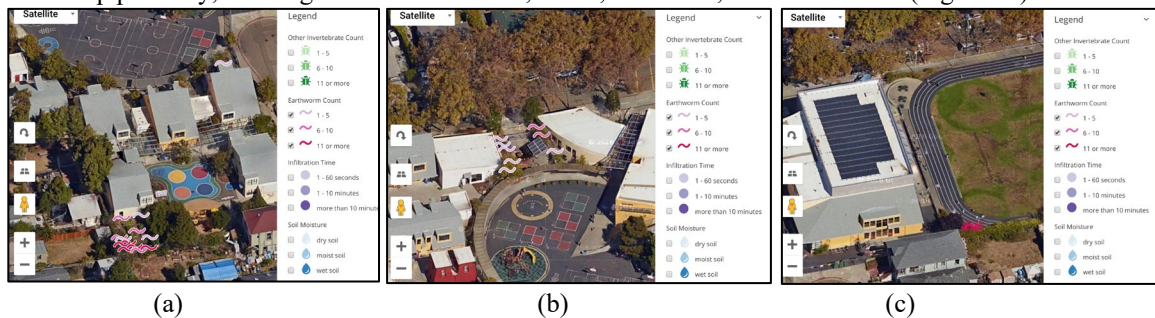 Satellite
Legend
Other Invertebrate Count
1 - 5
6 - 10
11 or more
Earthworm Count
1 - 5
6 - 10
11 or more
Infiltration Time
1 - 60 seconds
1 - 10 minutes
more than 10 minutes
Soil Moisture
dry soil
moist soil
wet soil
(a)
Satellite
Legend
Other Invertebrate Count
1 - 5
6 - 10
11 or more
Earthworm Count
1 - 5
6 - 10
11 or more
Infiltration Time
1 - 60 seconds
1 - 10 minutes
more than 10 minutes
Soil Moisture
dry soil
moist soil
wet soil
(b)
Legend
Other Invertebrate Count
1 - 5
6 - 10
11 or more
Earthworm Count
1 - 5
6 - 10
11 or more
Infiltration Time
1 - 60 seconds
1 - 10 minutes
more than 10 minutes
Soil Moisture
dry soil
moist soil
wet soil
(c)